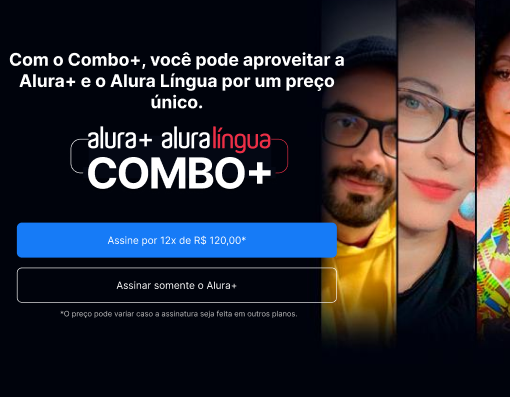 Com o Combo+, você pode aproveitar a
Alura+ e o Alura Língua por um preço
único.
alura+ aluralíngua
COMBO+
Assine por 12x de R$ 120,00*
Assinar somente o Alura+
*O preço pode variar caso a assinatura seja feita em outros planos.